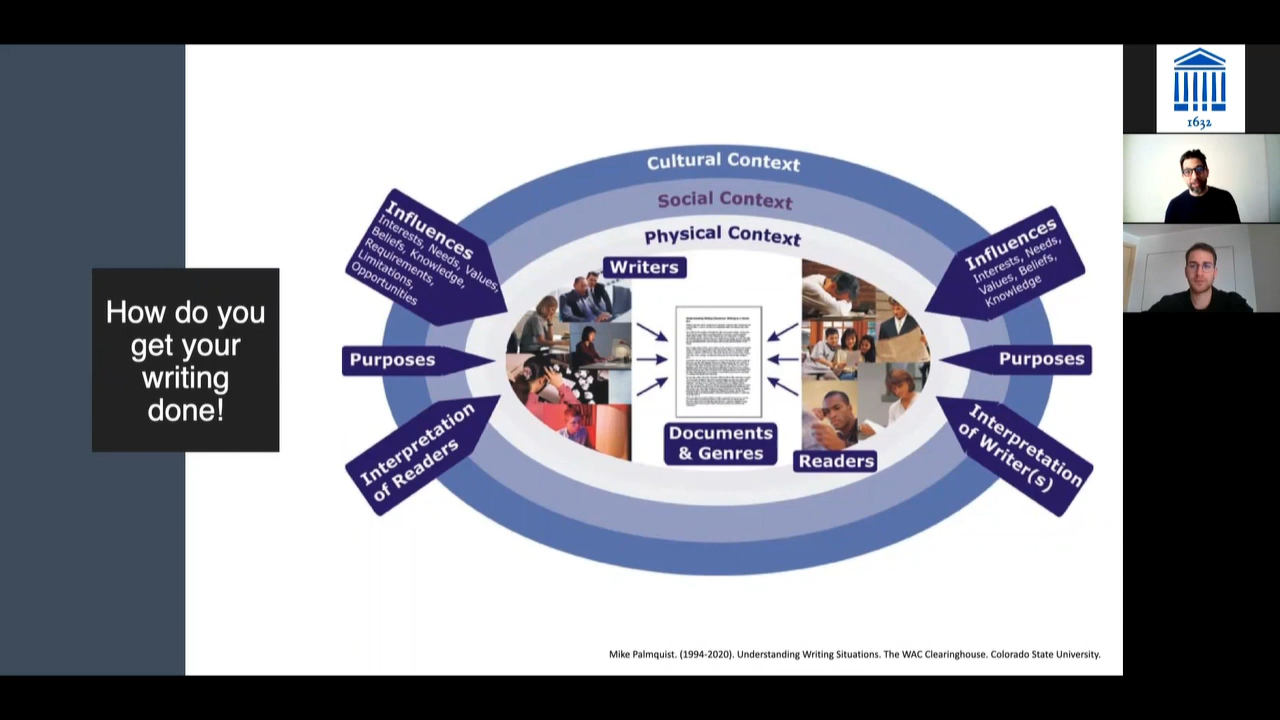 How do you
get your
writing
done!
Cultural Context
Social Context
Physical Context
Influences
Interests, Needs, Values,
Beliefs, Knowledge,
Requirements,
Limitations,
Opportunities
Purposes
Interpretation
of Readers
Writers
Documents
& Genres
Readers
Influences
Interests, Needs,
Values, Beliefs,
Knowledge
Purposes
Interpretation
of Writer(s)
Mike Palmquist. (1994-2020). Understanding Writing Situations. The WAC Clearinghouse. Colorado State University.
1632